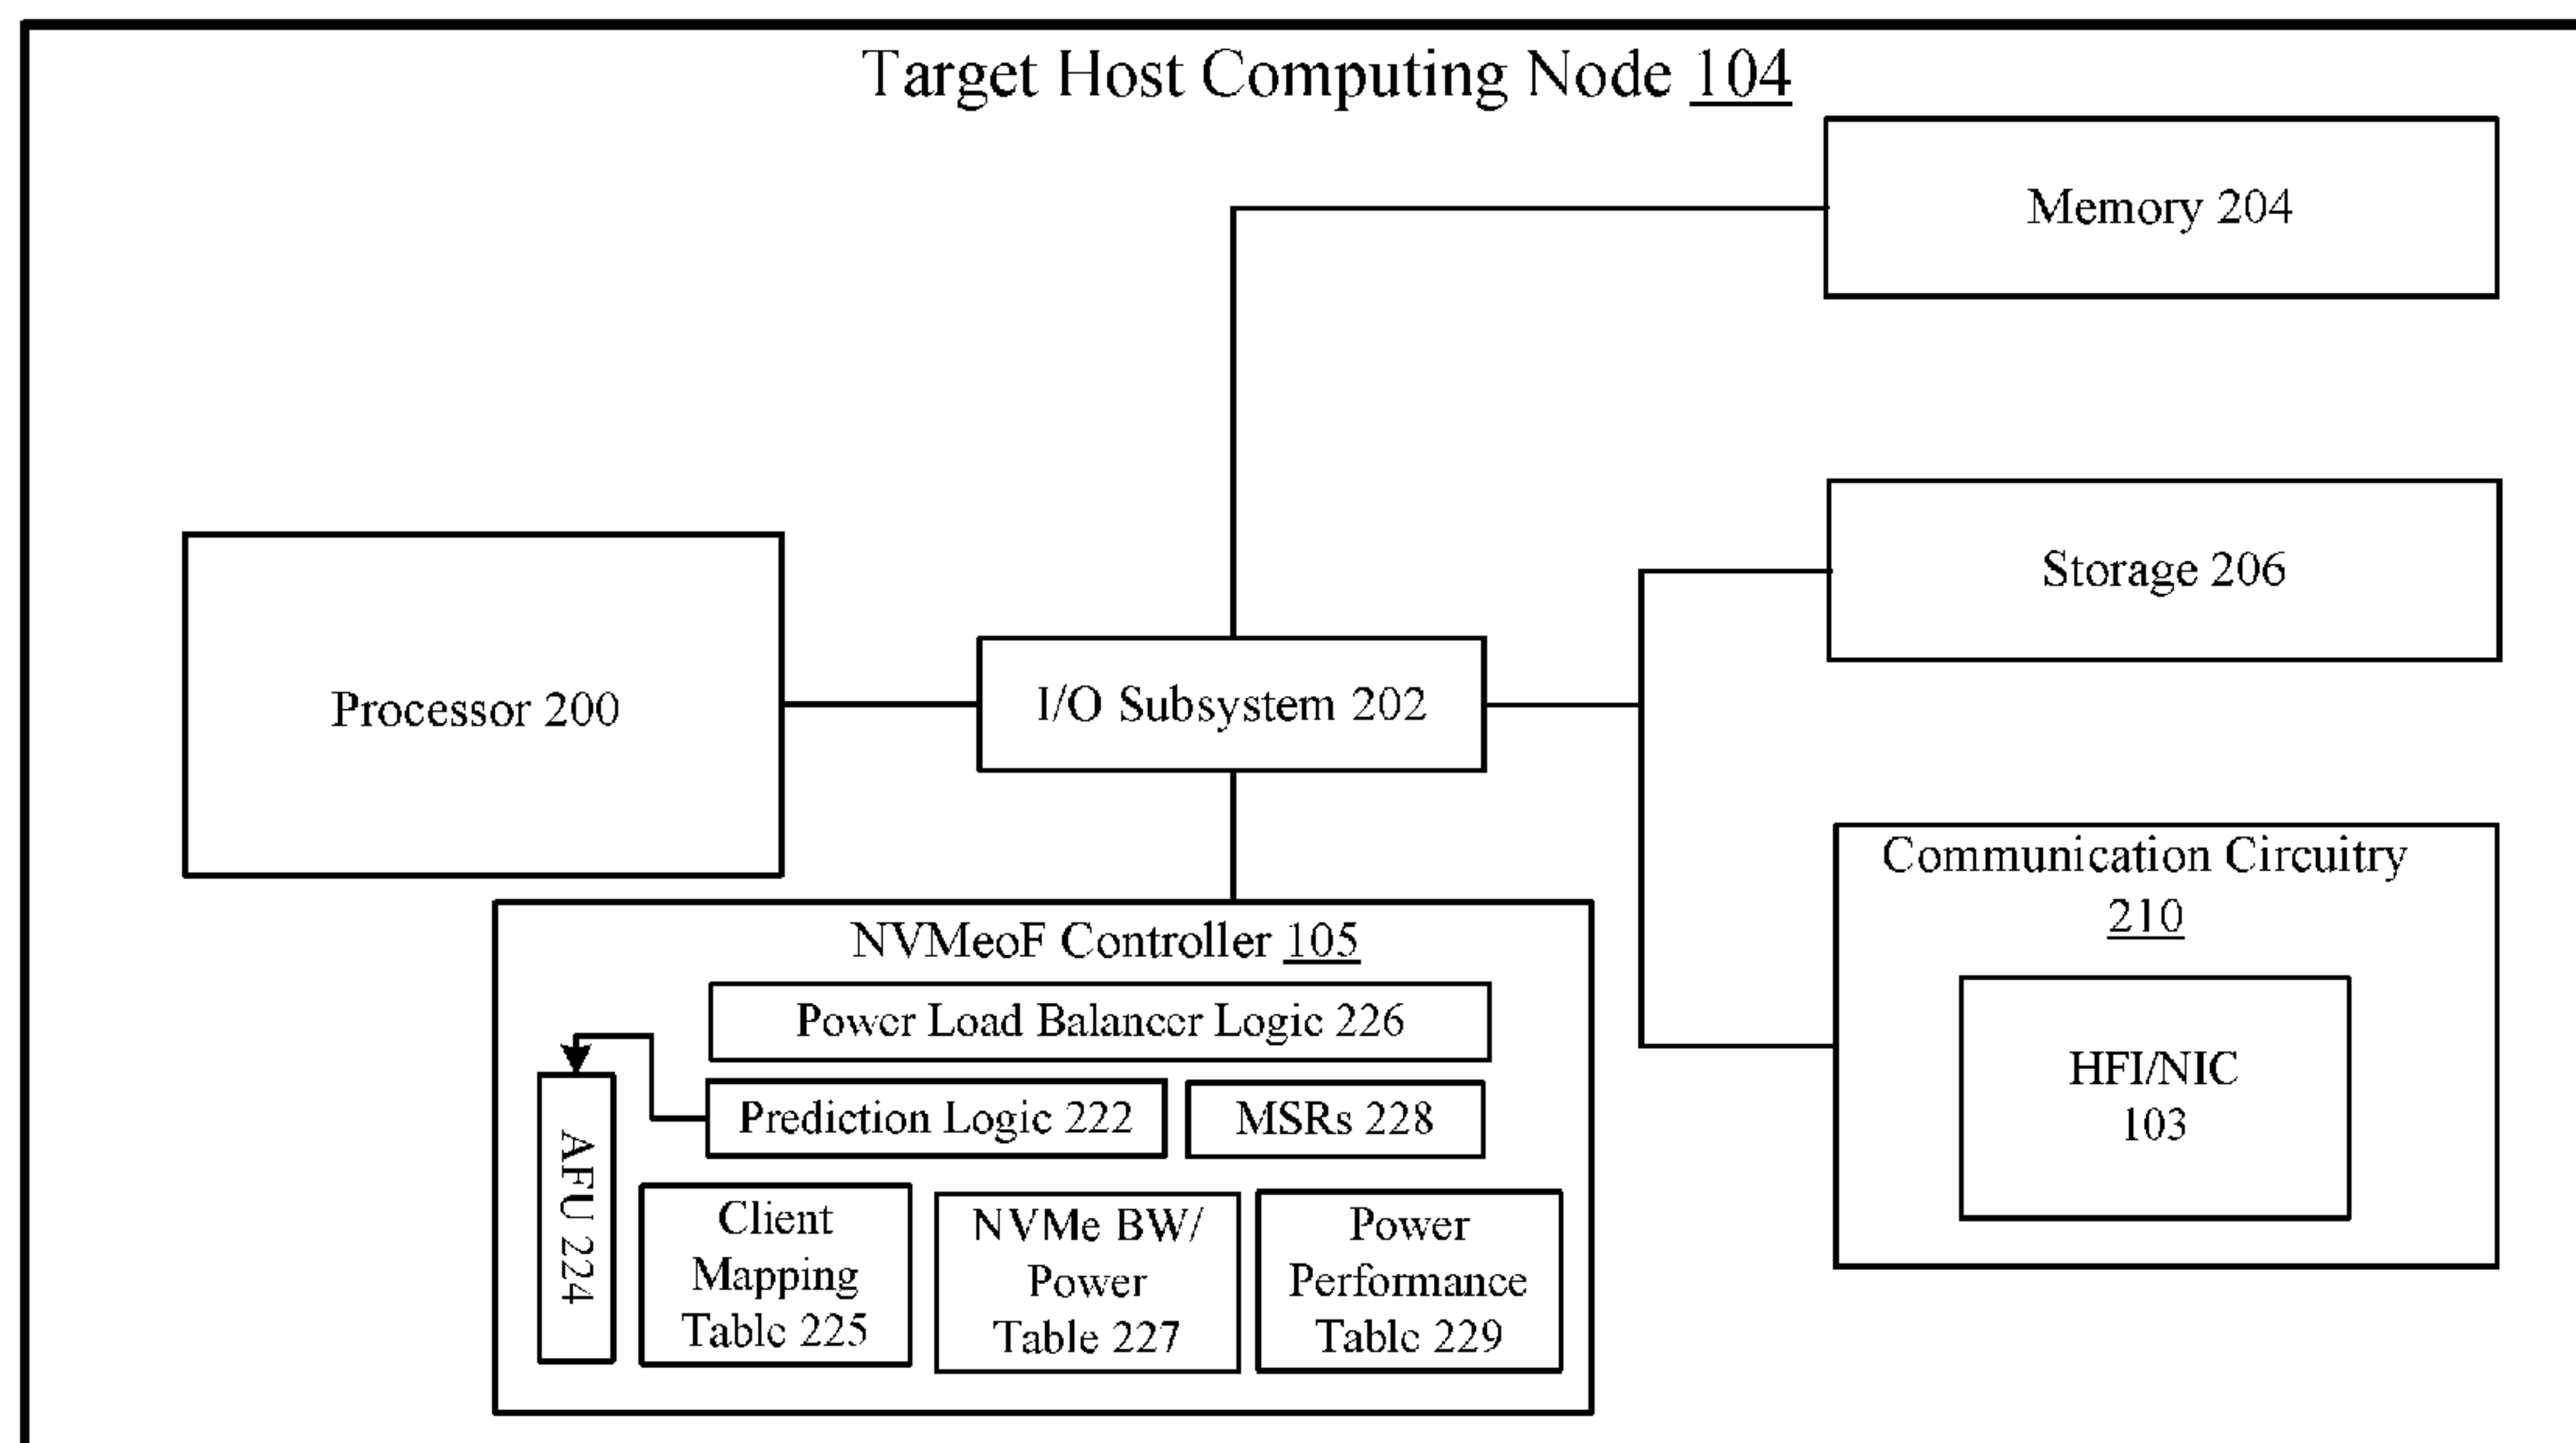 Target Host Computing Node 104
Memory 204
Storage 206
Processor 200
I/O Subsystem 202
Communication Circuitry
210
HFI/NIC
103
NVMeoF Controller 105
Power Load Balancer Logic 226
Prediction Logic 222
MSRs 228
AFU 224
Client
Mapping
Table 225
NVMe BW/
Power
Table 227
Power
Performance
Table 229